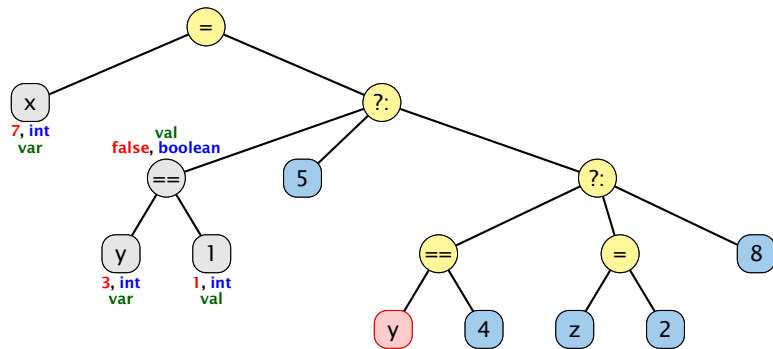 =
x
?:
7, int
var
val
false, boolean
==
5
?:
y
1
==
=
8
3, int
var
1, int
val
y
4
z
2